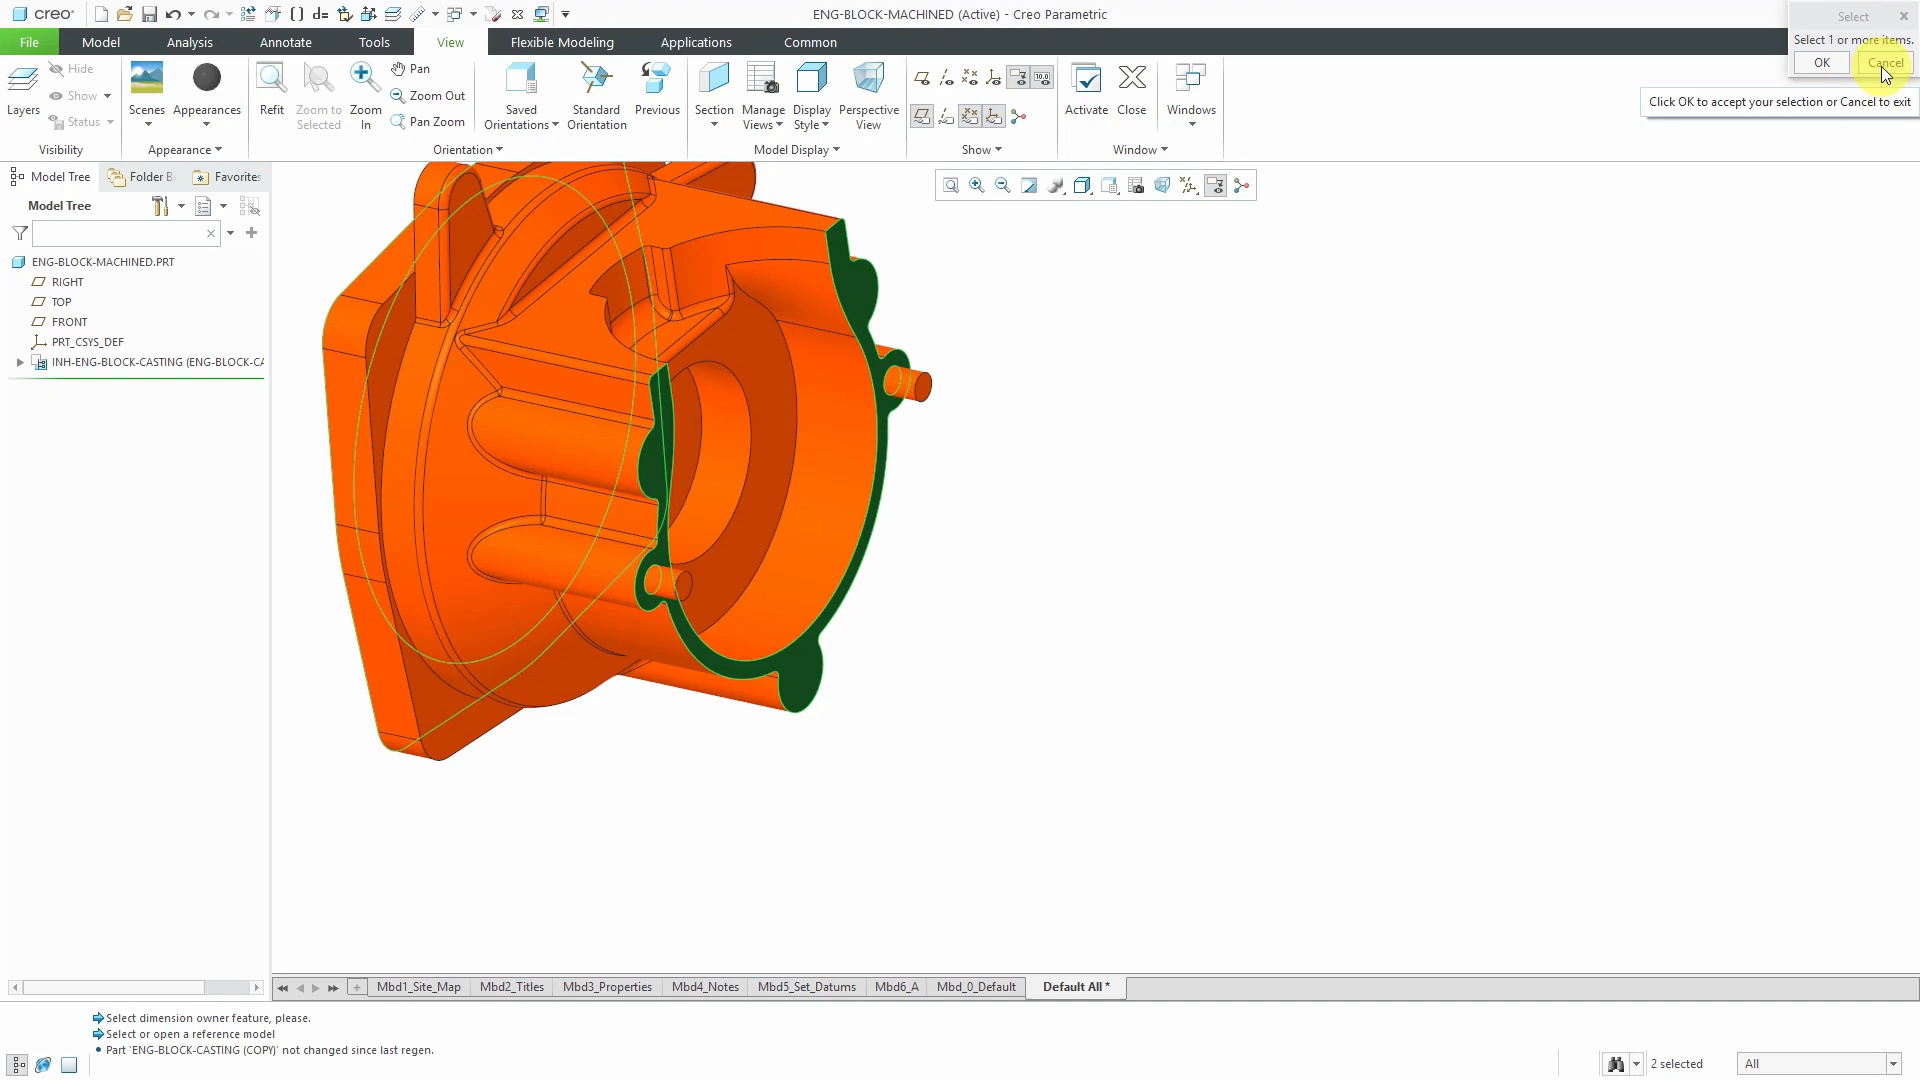 creo
d=
ENG-BLOCK-MACHINED (Active) - Creo Parametric
Select
File
Model
Analysis
Annotate
Tools
View
Flexible Modeling
Applications
Common
Select 1 or more items.
OK
Cancel
Click OK to accept your selection or Cancel to exit
Layers
Hide
Show
Status
Visibility
Scenes
Appearances
Appearance
Refit
Zoom to
Selected
Zoom
In
Pan
Zoom Out
Pan Zoom
Saved
Orientations
Standard
Orientation
Previous
Orientation
Section
Manage
Views
Display
Style
Perspective
View
Model Display
10.0
Show
Activate
Close
Windows
Window
Model Tree
Folder B
Favorites
Model Tree
ENG-BLOCK-MACHINED.PRT
RIGHT
TOP
FRONT
PRT_CSYS_DEF
INH-ENG-BLOCK-CASTING (ENG-BLOCK-CA
Mbd1_Site_Map
Mbd2_Titles
Mbd3_Properties
Mbd4_Notes
Mbd5_Set_Datums
Mbd6_A
Mbd_0_Default
Default All *
Select dimension owner feature, please.
Select or open a reference model
Part 'ENG-BLOCK-CASTING (COPY)' not changed since last regen.
2 selected
All